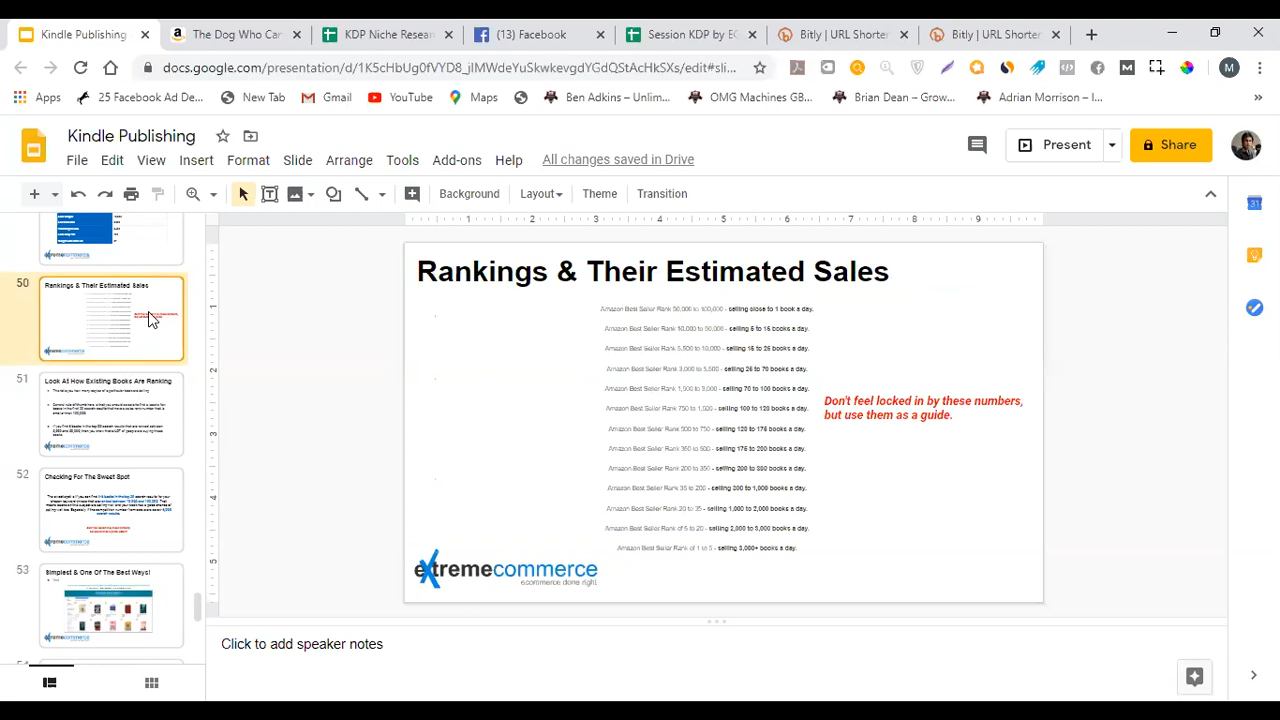 Kindle Publishing
The Dog Who Car
KDP Niche Resear
(13) Facebook
Session KDP by EC
Bitly | URL Shorter
Bitly | URL Shorter
docs.google.com/presentation/d/1K5cHbUg0fVYD8_jIMWdeYuSkwkevgdYGdQStAcHkSXs/edit#sli...
Apps
25 Facebook Ad De...
New Tab
Gmail
YouTube
Maps
Ben Adkins – Unlim...
OMG Machines GB...
Brian Dean – Grow...
Adrian Morrison – I...
Kindle Publishing
File Edit View Insert Format Slide Arrange Tools Add-ons Help All changes saved in Drive
Present
Share
Background Layout Theme Transition
50
Rankings & Their Estimated Sales
51
Look At How Existing Books Are Ranking
52
Checking For The Sweet Spot
53
Simplest & One Of The Best Ways!
Rankings & Their Estimated Sales
Amazon Best Seller Rank 50,000 to 100,000 - selling close to 1 book a day.
Amazon Best Seller Rank 10,000 to 50,000 - selling 5 to 15 books a day.
Amazon Best Seller Rank 5,500 to 10,000 - selling 15 to 25 books a day.
Amazon Best Seller Rank 3,000 to 5,500 - selling 25 to 70 books a day.
Amazon Best Seller Rank 1,500 to 3,000 - selling 70 to 100 books a day.
Amazon Best Seller Rank 750 to 1,500 - selling 100 to 120 books a day.
Amazon Best Seller Rank 500 to 750 - selling 120 to 175 books a day.
Amazon Best Seller Rank 350 to 500 - selling 175 to 200 books a day.
Amazon Best Seller Rank 200 to 350 - selling 200 to 300 books a day.
Amazon Best Seller Rank 35 to 200 - selling 300 to 1,000 books a day.
Amazon Best Seller Rank 20 to 35 - selling 1,000 to 2,000 books a day.
Amazon Best Seller Rank of 5 to 20 - selling 2,000 to 3,000 books a day.
Amazon Best Seller Rank of 1 to 5 - selling 3,000+ books a day.
Don't feel locked in by these numbers,
but use them as a guide.
extremecommerce
ecommerce done right
Click to add speaker notes